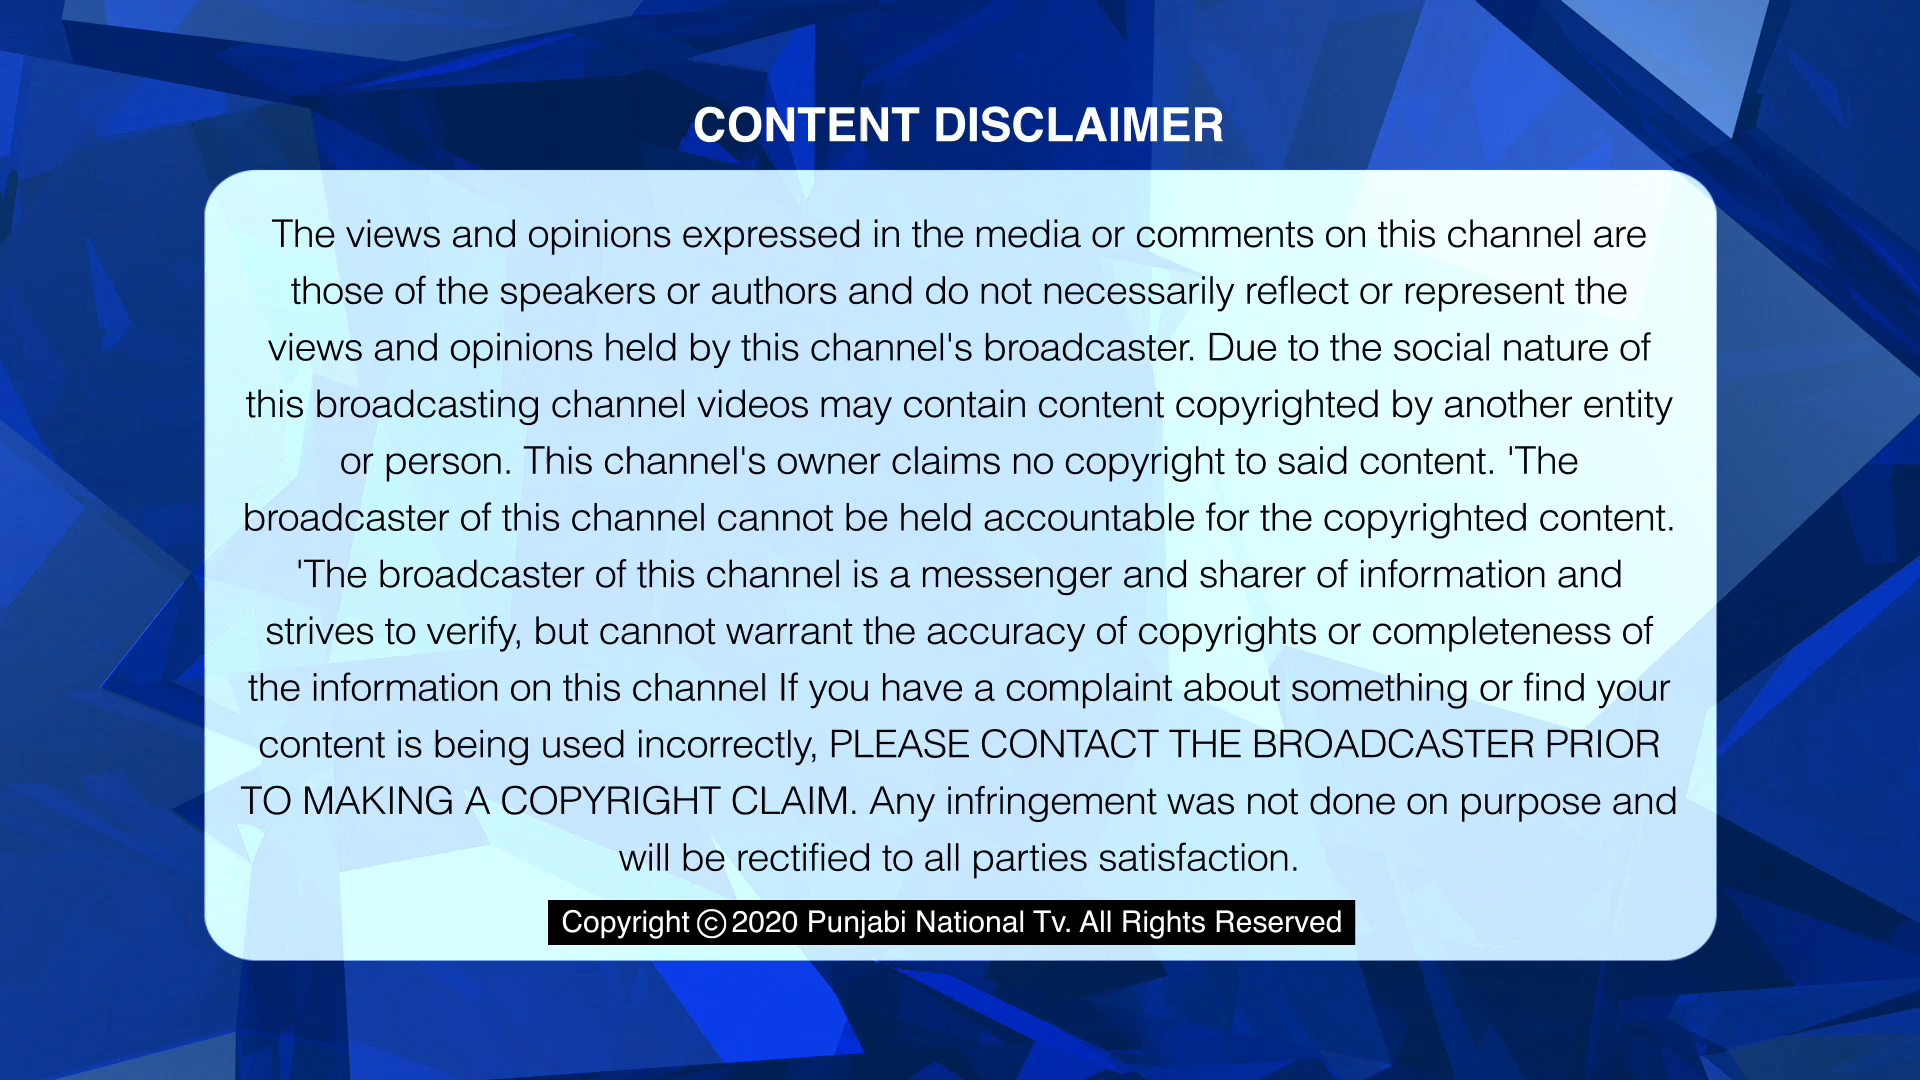 CONTENT DISCLAIMER
The views and opinions expressed in the media or comments on this channel are
those of the speakers or authors and do not necessarily reflect or represent the
views and opinions held by this channel's broadcaster. Due to the social nature of
this broadcasting channel videos may contain content copyrighted by another entity
or person. This channel's owner claims no copyright to said content. 'The
broadcaster of this channel cannot be held accountable for the copyrighted content.
'The broadcaster of this channel is a messenger and sharer of information and
strives to verify, but cannot warrant the accuracy of copyrights or completeness of
the information on this channel If you have a complaint about something or find your
content is being used incorrectly, PLEASE CONTACT THE BROADCASTER PRIOR
TO MAKING A COPYRIGHT CLAIM. Any infringement was not done on purpose and
will be rectified to all parties satisfaction.
Copyright © 2020 Punjabi National Tv. All Rights Reserved